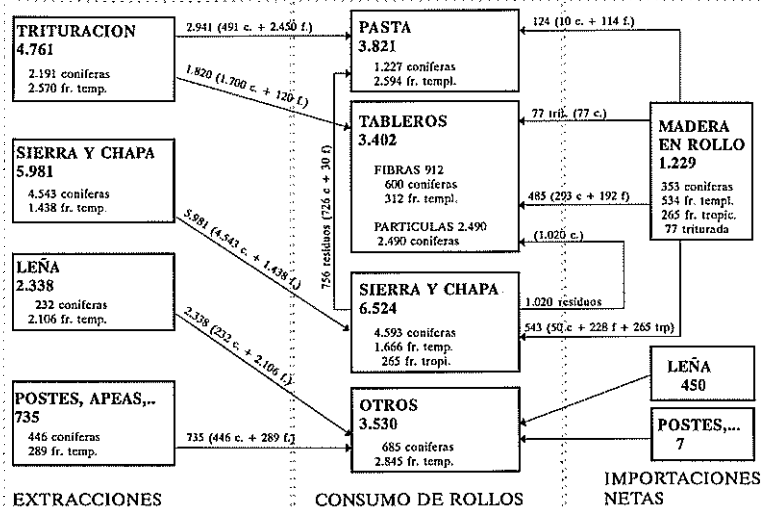 TRITURACION
4.761
2.191 coniferas
2.570 fr. temp.
SIERRA Y CHAPA
5.981
4.543 coniferas
1.438 fr. temp.
LEÑA
2.338
232 coniferas
2.106 fr. temp.
POSTES, APEAS,..
735
446 coniferas
289 fr. temp.
EXTRACCIONES
2.941 (491 c. + 2.450 f.)
1.820 (1.700 c. + 120 f.)
5.981 (4.543 c. + 1.438 f.)
2.338 (232 c. + 2.106 f.)
735 (446 c. + 289 f.)
756 residuos (726 c + 30 f)
PASTA
3.821
1.227 coniferas
2.594 fr. templ.
TABLEROS
3.402
FIBRAS 912
600 coniferas
312 fr. templ.
PARTICULAS 2.490
2.490 coniferas
SIERRA Y CHAPA
6.524
4.593 coniferas
1.666 fr. temp.
265 fr. tropi.
OTROS
3.530
685 coniferas
2.845 fr. temp.
CONSUMO DE ROLLOS
124 (10 c. + 114 f.)
77 trit. (77 c.)
485 (293 c + 192 f)
(1.020 c.)
1.020 residuos
543 (50 c + 228 f + 265 trp)
MADERA
EN ROLLO
1.229
353 coniferas
534 fr. templ.
265 fr. tropic.
77 triturada
LEÑA
450
POSTES,...
7
IMPORTACIONES
NETAS